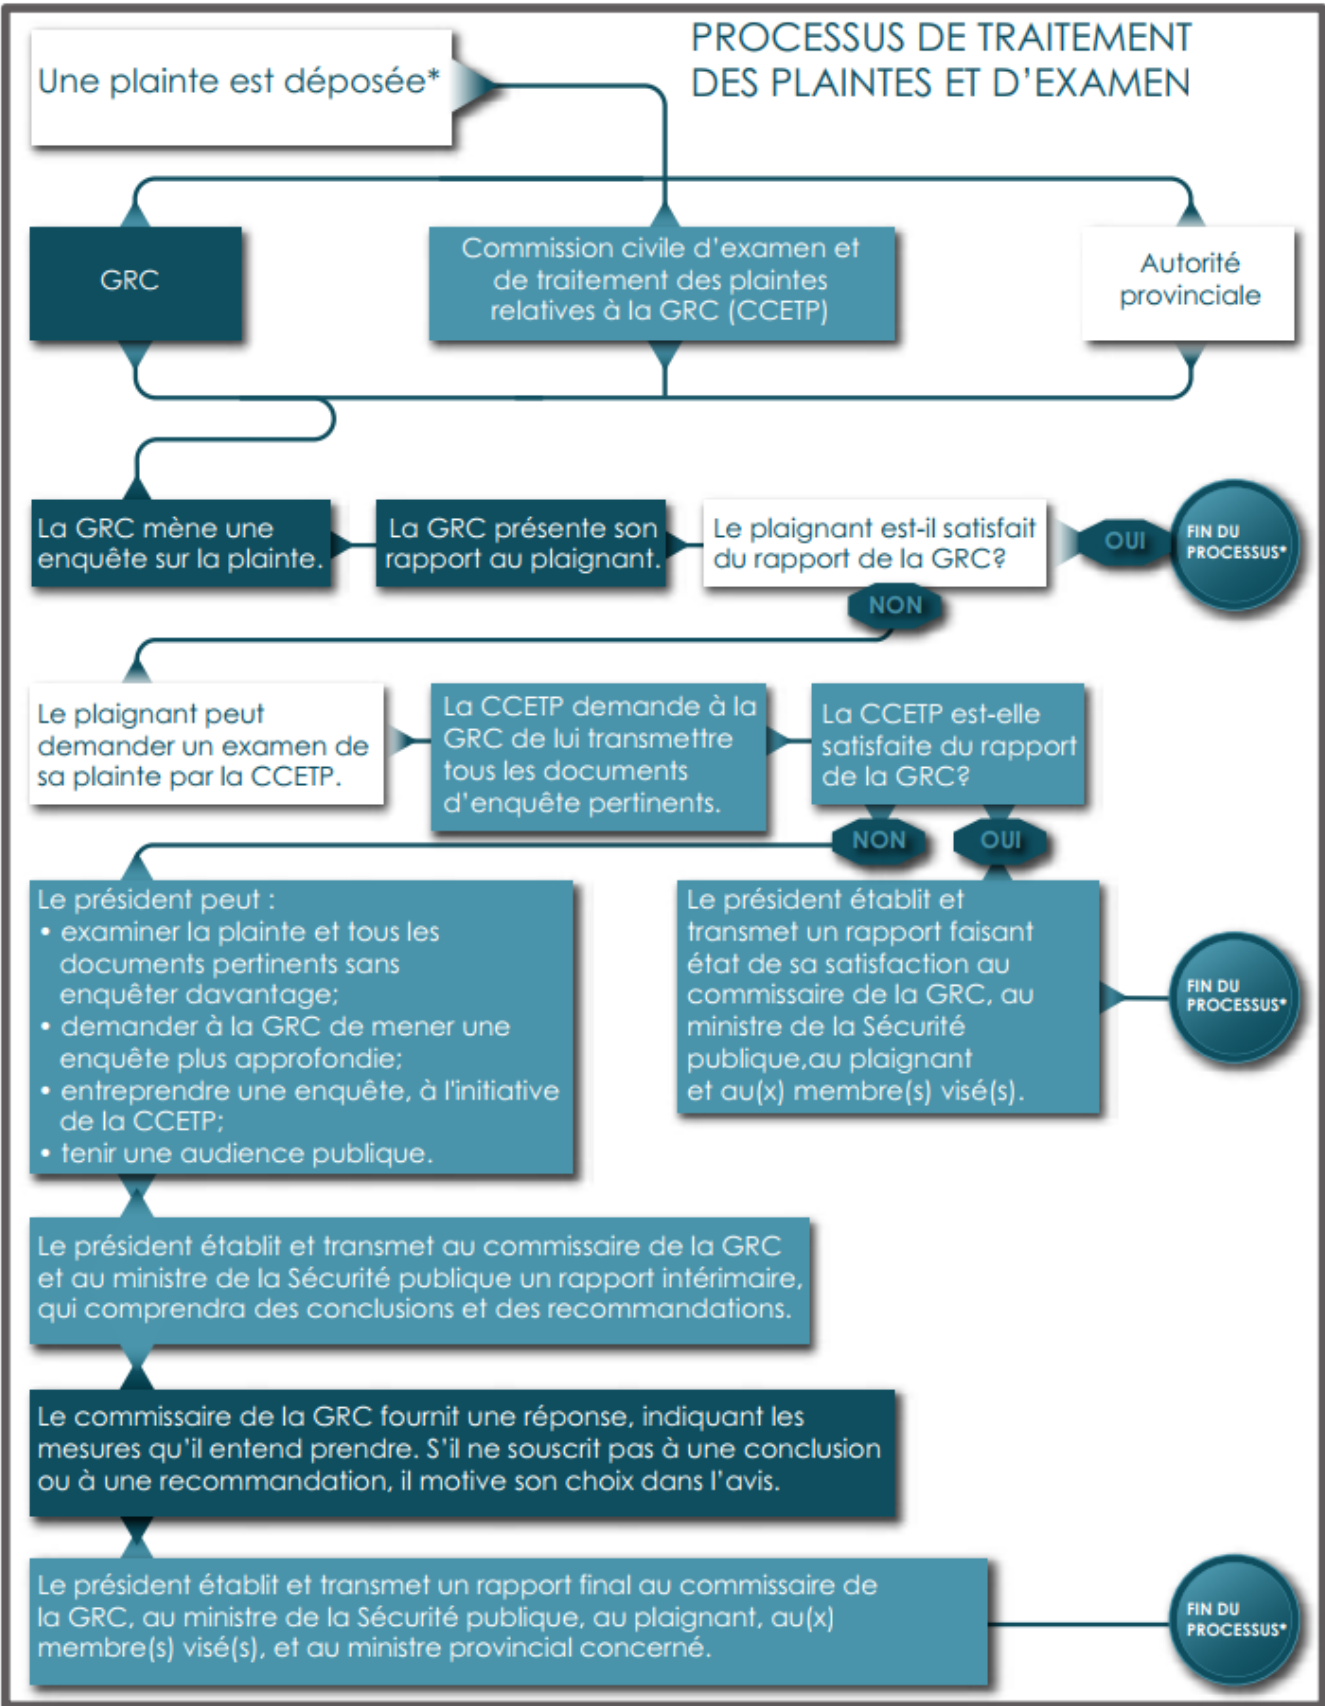 PROCESSUS DE TRAITEMENT
DES PLAINTES ET D'EXAMEN
Une plainte est déposée*
GRC
Commission civile d'examen et
de traitement des plaintes
relatives à la GRC (CCETP)
Autorité
provinciale
La GRC mène une
enquête sur la plainte.
La GRC présente son
rapport au plaignant.
Le plaignant est-il satisfait
du rapport de la GRC?
OUI
FIN DU
PROCESSUS*
NON
Le plaignant peut
demander un examen de
sa plainte par la CCETP.
La CCETP demande à la
GRC de lui transmettre
tous les documents
d'enquête pertinents.
La CCETP est-elle
satisfaite du rapport
de la GRC?
NON
OUI
Le président peut :
• examiner la plainte et tous les
documents pertinents sans
enquêter davantage;
• demander à la GRC de mener une
enquête plus approfondie;
• entreprendre une enquête, à l'initiative
de la CCETP;
• tenir une audience publique.
Le président établit et
transmet un rapport faisant
état de sa satisfaction au
commissaire de la GRC, au
ministre de la Sécurité
publique,au plaignant
et au(x) membre(s) visé(s).
FIN DU
PROCESSUS*
Le président établit et transmet au commissaire de la GRC
et au ministre de la Sécurité publique un rapport intérimaire,
qui comprendra des conclusions et des recommandations.
Le commissaire de la GRC fournit une réponse, indiquant les
mesures qu'il entend prendre. S'il ne souscrit pas à une conclusion
ou à une recommandation, il motive son choix dans l'avis.
Le président établit et transmet un rapport final au commissaire de
la GRC, au ministre de la Sécurité publique, au plaignant, au(x)
membre(s) visé(s), et au ministre provincial concerné.
FIN DU
PROCESSUS*